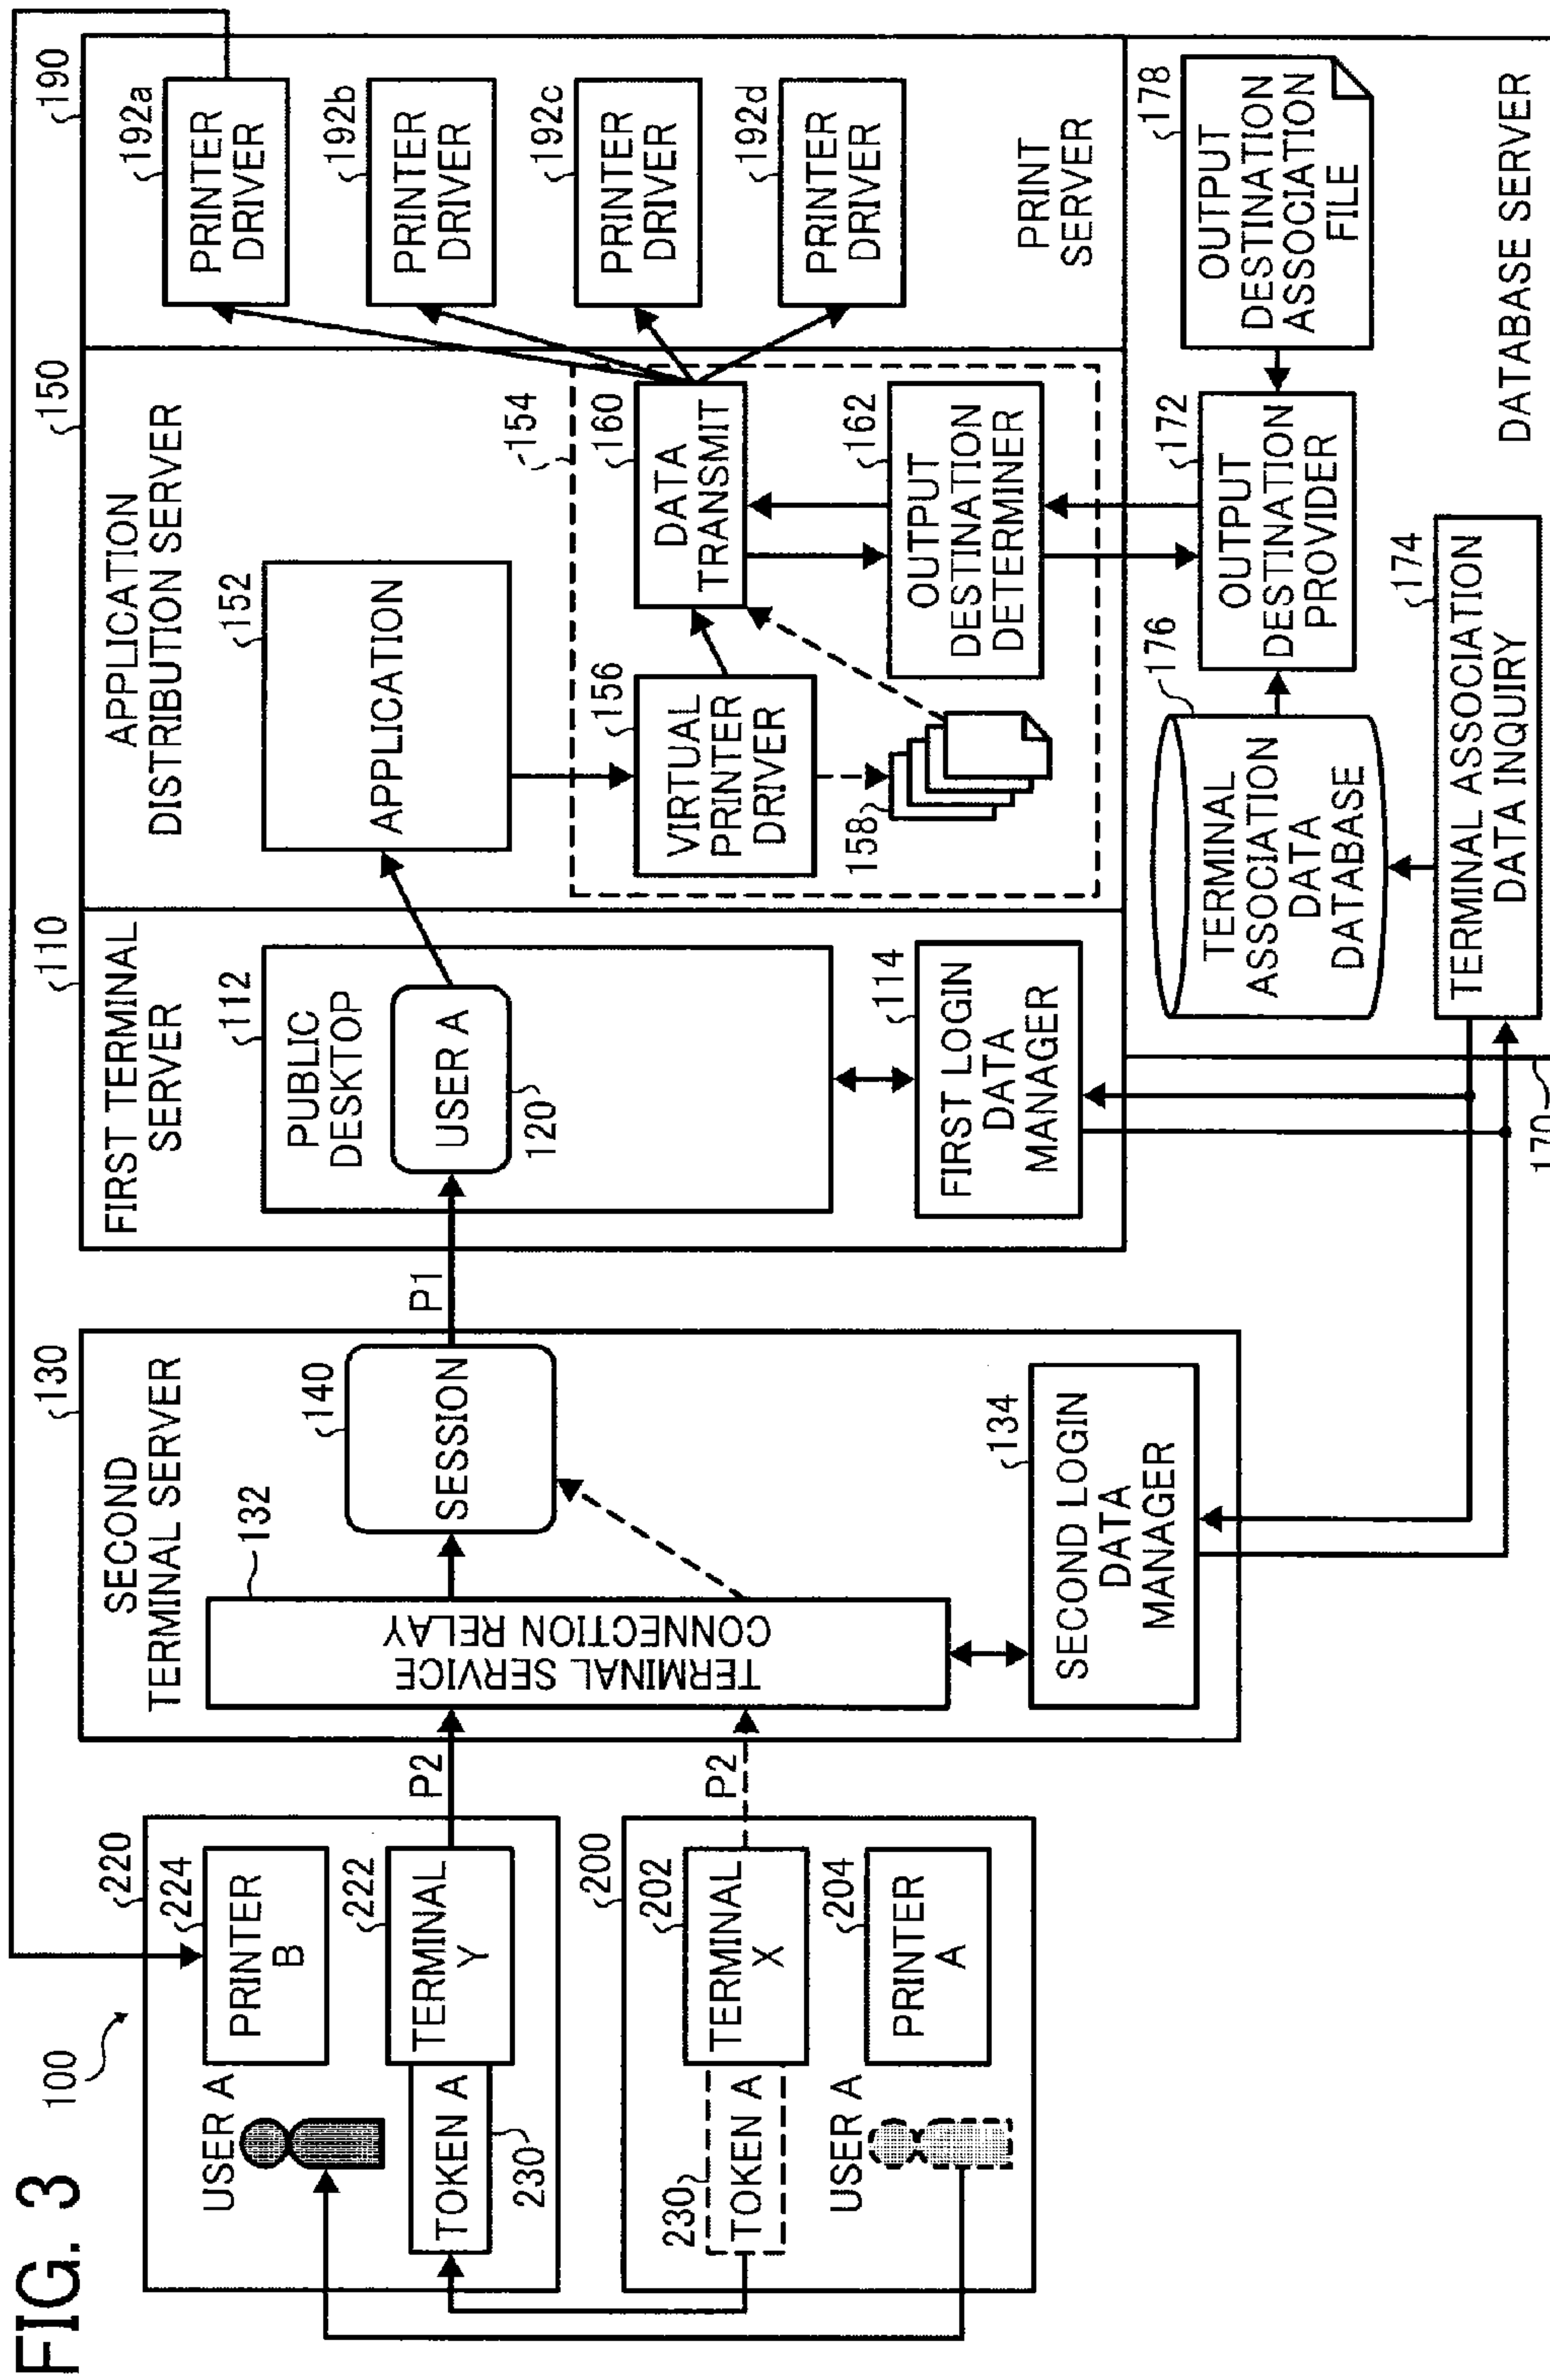 FIG. 3
100
220
USER A
224
PRINTER
B
222
TERMINAL
Y
TOKEN A
230
200
202
TERMINAL
X
230
TOKEN A
204
PRINTER
A
USER A
P2
P2
130
SECOND
TERMINAL SERVER
132
TERMINAL SERVICE
CONNECTION RELAY
140
SESSION
134
SECOND LOGIN
DATA
MANAGER
P1
110
FIRST TERMINAL
SERVER
112
PUBLIC
DESKTOP
USER A
120
114
FIRST LOGIN
DATA
MANAGER
150
APPLICATION
DISTRIBUTION SERVER
152
APPLICATION
154
156
VIRTUAL
PRINTER
DRIVER
158
160
DATA
TRANSMIT
162
OUTPUT
DESTINATION
DETERMINER
190
192a
PRINTER
DRIVER
192b
PRINTER
DRIVER
192c
PRINTER
DRIVER
192d
PRINTER
DRIVER
PRINT
SERVER
170
176
TERMINAL
ASSOCIATION
DATA
DATABASE
172
OUTPUT
DESTINATION
PROVIDER
178
OUTPUT
DESTINATION
ASSOCIATION
FILE
174
TERMINAL ASSOCIATION
DATA INQUIRY
DATABASE SERVER